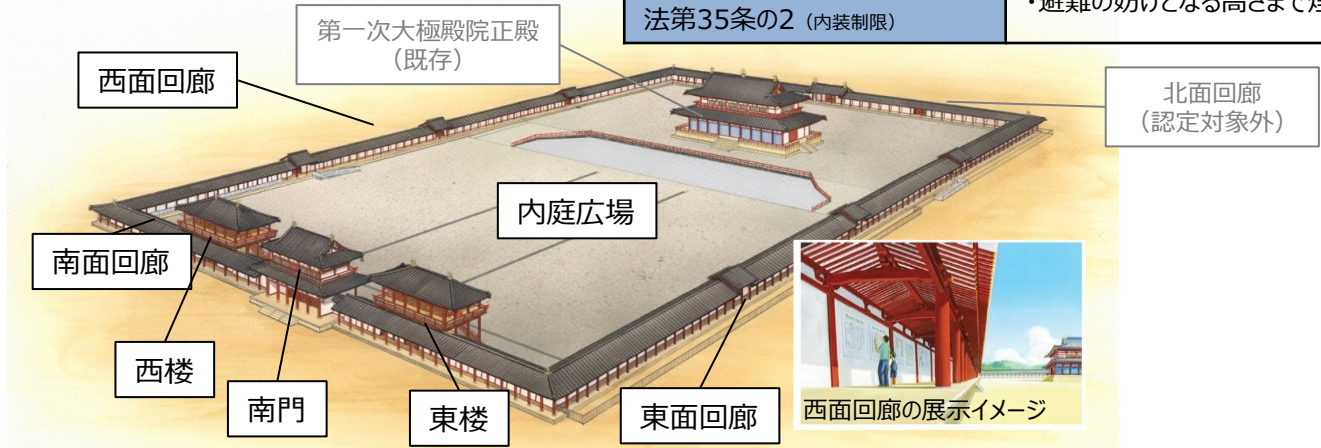 法第35条の2 (内装制限)
・避難の妨げとなる高さまで煙
第一次大極殿院正殿
(既存)
西面回廊
北面回廊
(認定対象外)
内庭広場
南面回廊
西楼
南門
東楼
東面回廊
西面回廊の展示イメージ